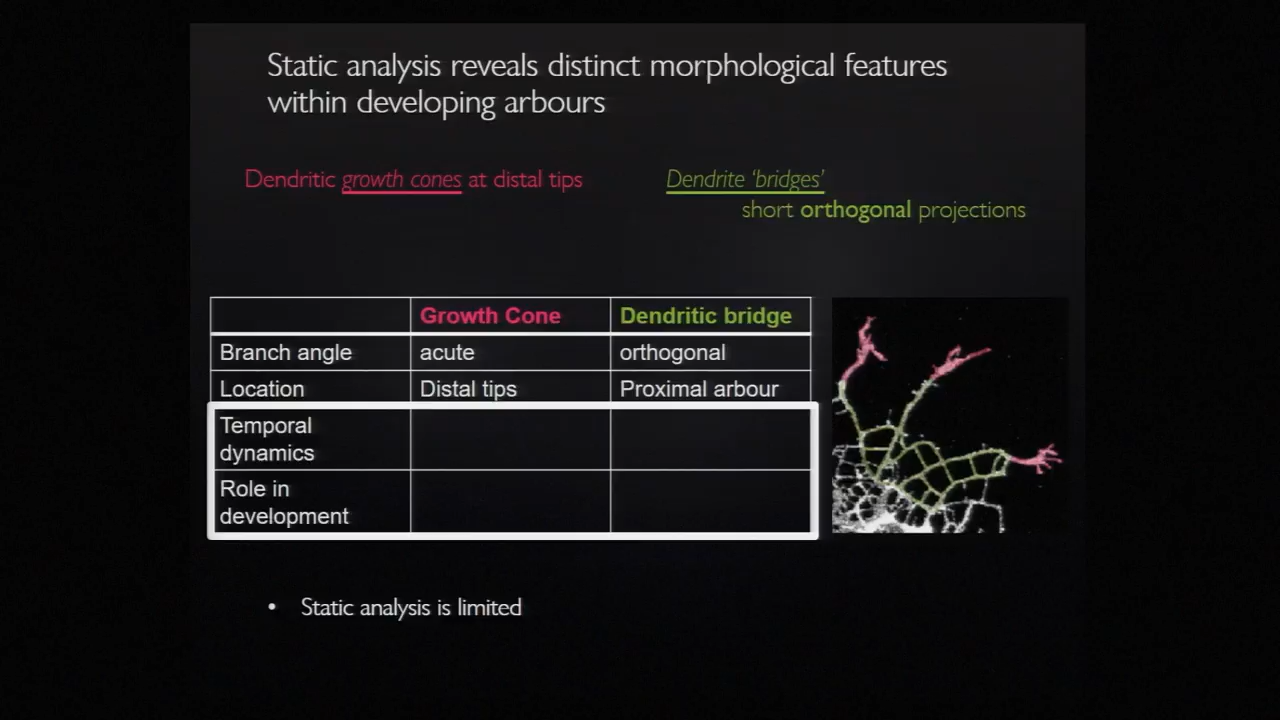 Static analysis reveals distinct morphological features
within developing arbours
Dendritic growth cones at distal tips
Dendrite ‘bridges’
short orthogonal projections
Growth Cone Dendritic bridge
Branch angle acute orthogonal
Location Distal tips Proximal arbour
Temporal
dynamics
Role in
development
• Static analysis is limited